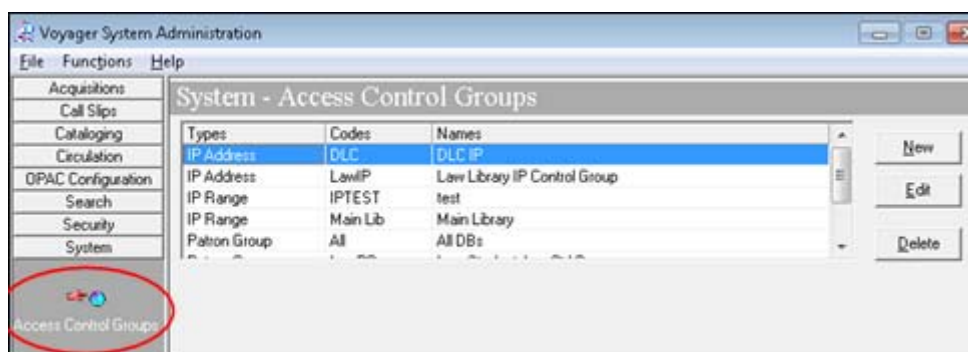 Voyager System Administration
File Functions Help
Acquisitions
Call Slips
Cataloging
Circulation
OPAC Configuration
Search
Security
System
Access Control Groups
System - Access Control Groups
Types Codes Names
IP Address DLC DLC IP
IP Address LawIP Law Library IP Control Group
IP Range IPTEST test
IP Range Main Lib Main Library
Patron Group All All DBs
New
Edit
Delete